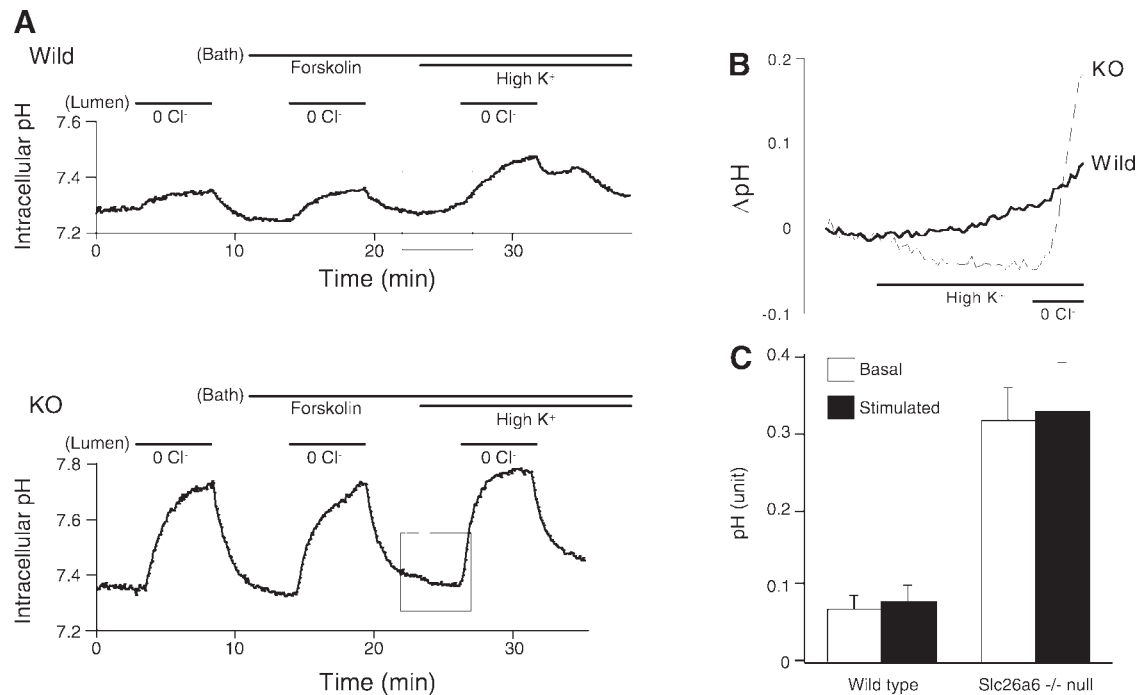 A
Wild
(Bath)
Forskolin
High K+
(Lumen)
0 Cl-
0 Cl-
0 Cl-
7.6
7.4
7.2
Intracellular pH
0
10
20
30
Time (min)
KO
(Bath)
Forskolin
High K+
(Lumen)
0 Cl-
0 Cl-
0 Cl-
7.8
7.6
7.4
7.2
Intracellular pH
0
10
20
30
Time (min)
B
0.2
0.1
0
-0.1
ΔpH
KO
Wild
High K+
0 Cl-
C
0.4
0.3
0.2
0.1
0
pH (unit)
Basal
Stimulated
Wild type
Slc26a6 -/- null